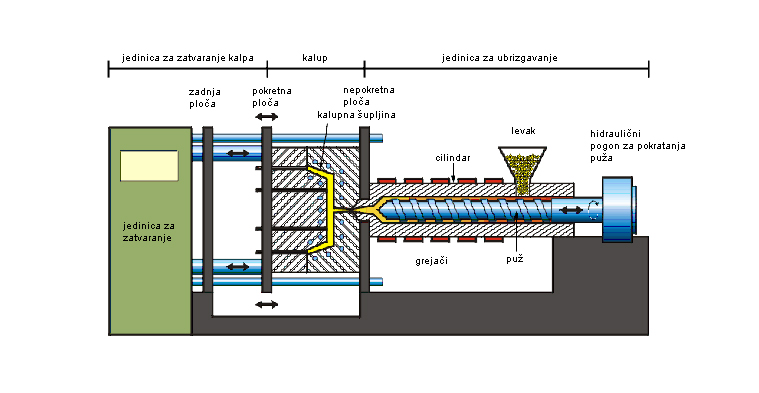 jedinica za zatvaranje kalpa
kalup
jedinica za ubrizgavanje
zadnja
ploča
pokretna
ploča
nepokretna
ploča
kalupna šupljina
levak
hidraulični
pogon za pokratanja
puža
cilindar
jedinica za
zatvaranje
grejači
puž